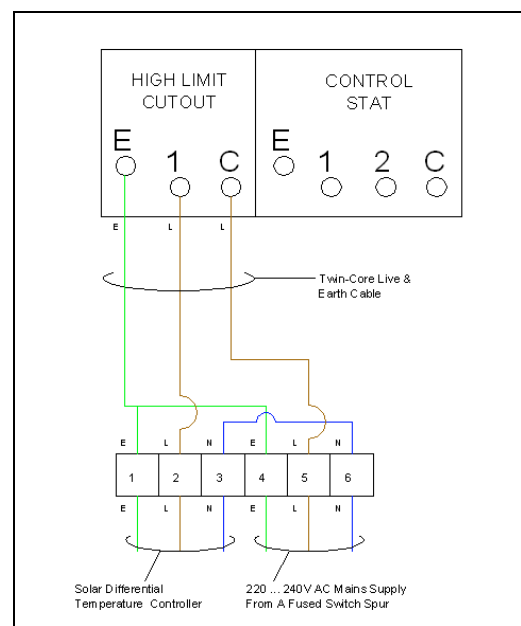 HIGH LIMIT
CUTOUT
CONTROL
STAT
E 1 C
E 1 2 C
E L L
Twin-Core Live &
Earth Cable
E L N E L N
1 2 3 4 5 6
E L N E L N
Solar Differential
Temperature Controller
220 ... 240V AC Mains Supply
From A Fused Switch Spur